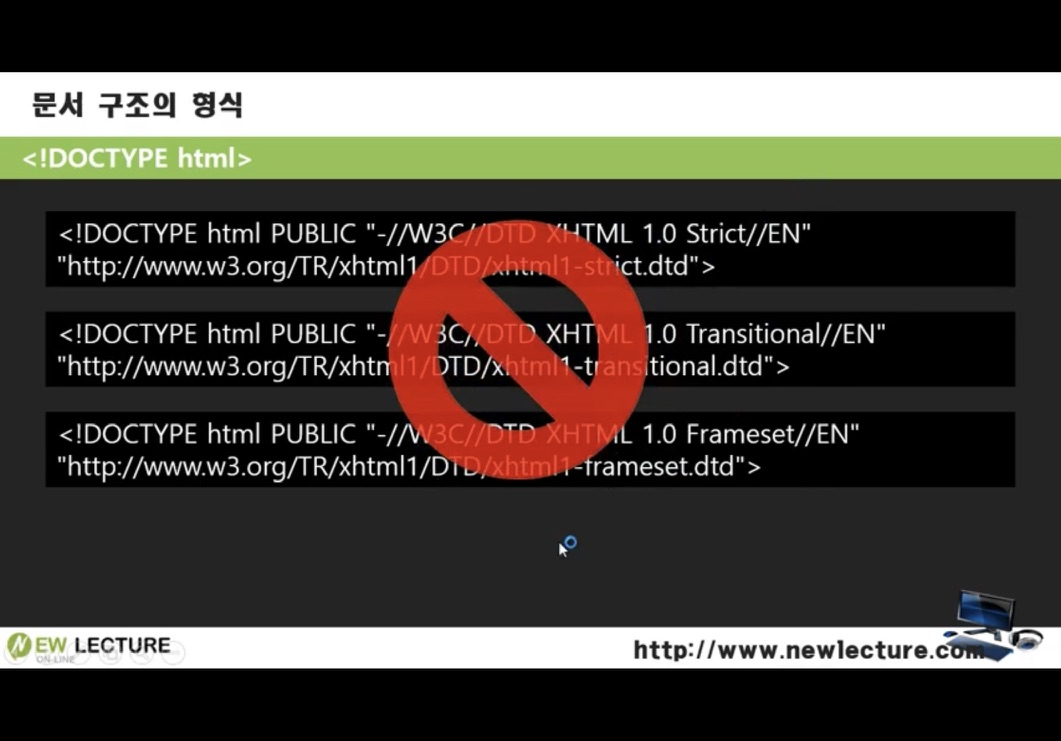 문서 구조의 형식
<!DOCTYPE html>
<!DOCTYPE html PUBLIC "-//W3C//DTD XHTML 1.0 Strict//EN"
"http://www.w3.org/TR/xhtml1/DTD/xhtml1-strict.dtd">
<!DOCTYPE html PUBLIC "-//W3C//DTD XHTML 1.0 Transitional//EN"
"http://www.w3.org/TR/xhtml1/DTD/xhtml1-transitional.dtd">
<!DOCTYPE html PUBLIC "-//W3C//DTD XHTML 1.0 Frameset//EN"
"http://www.w3.org/TR/xhtml1/DTD/xhtml1-frameset.dtd">
NEW LECTURE
ON-LINE
http://www.newlecture.com